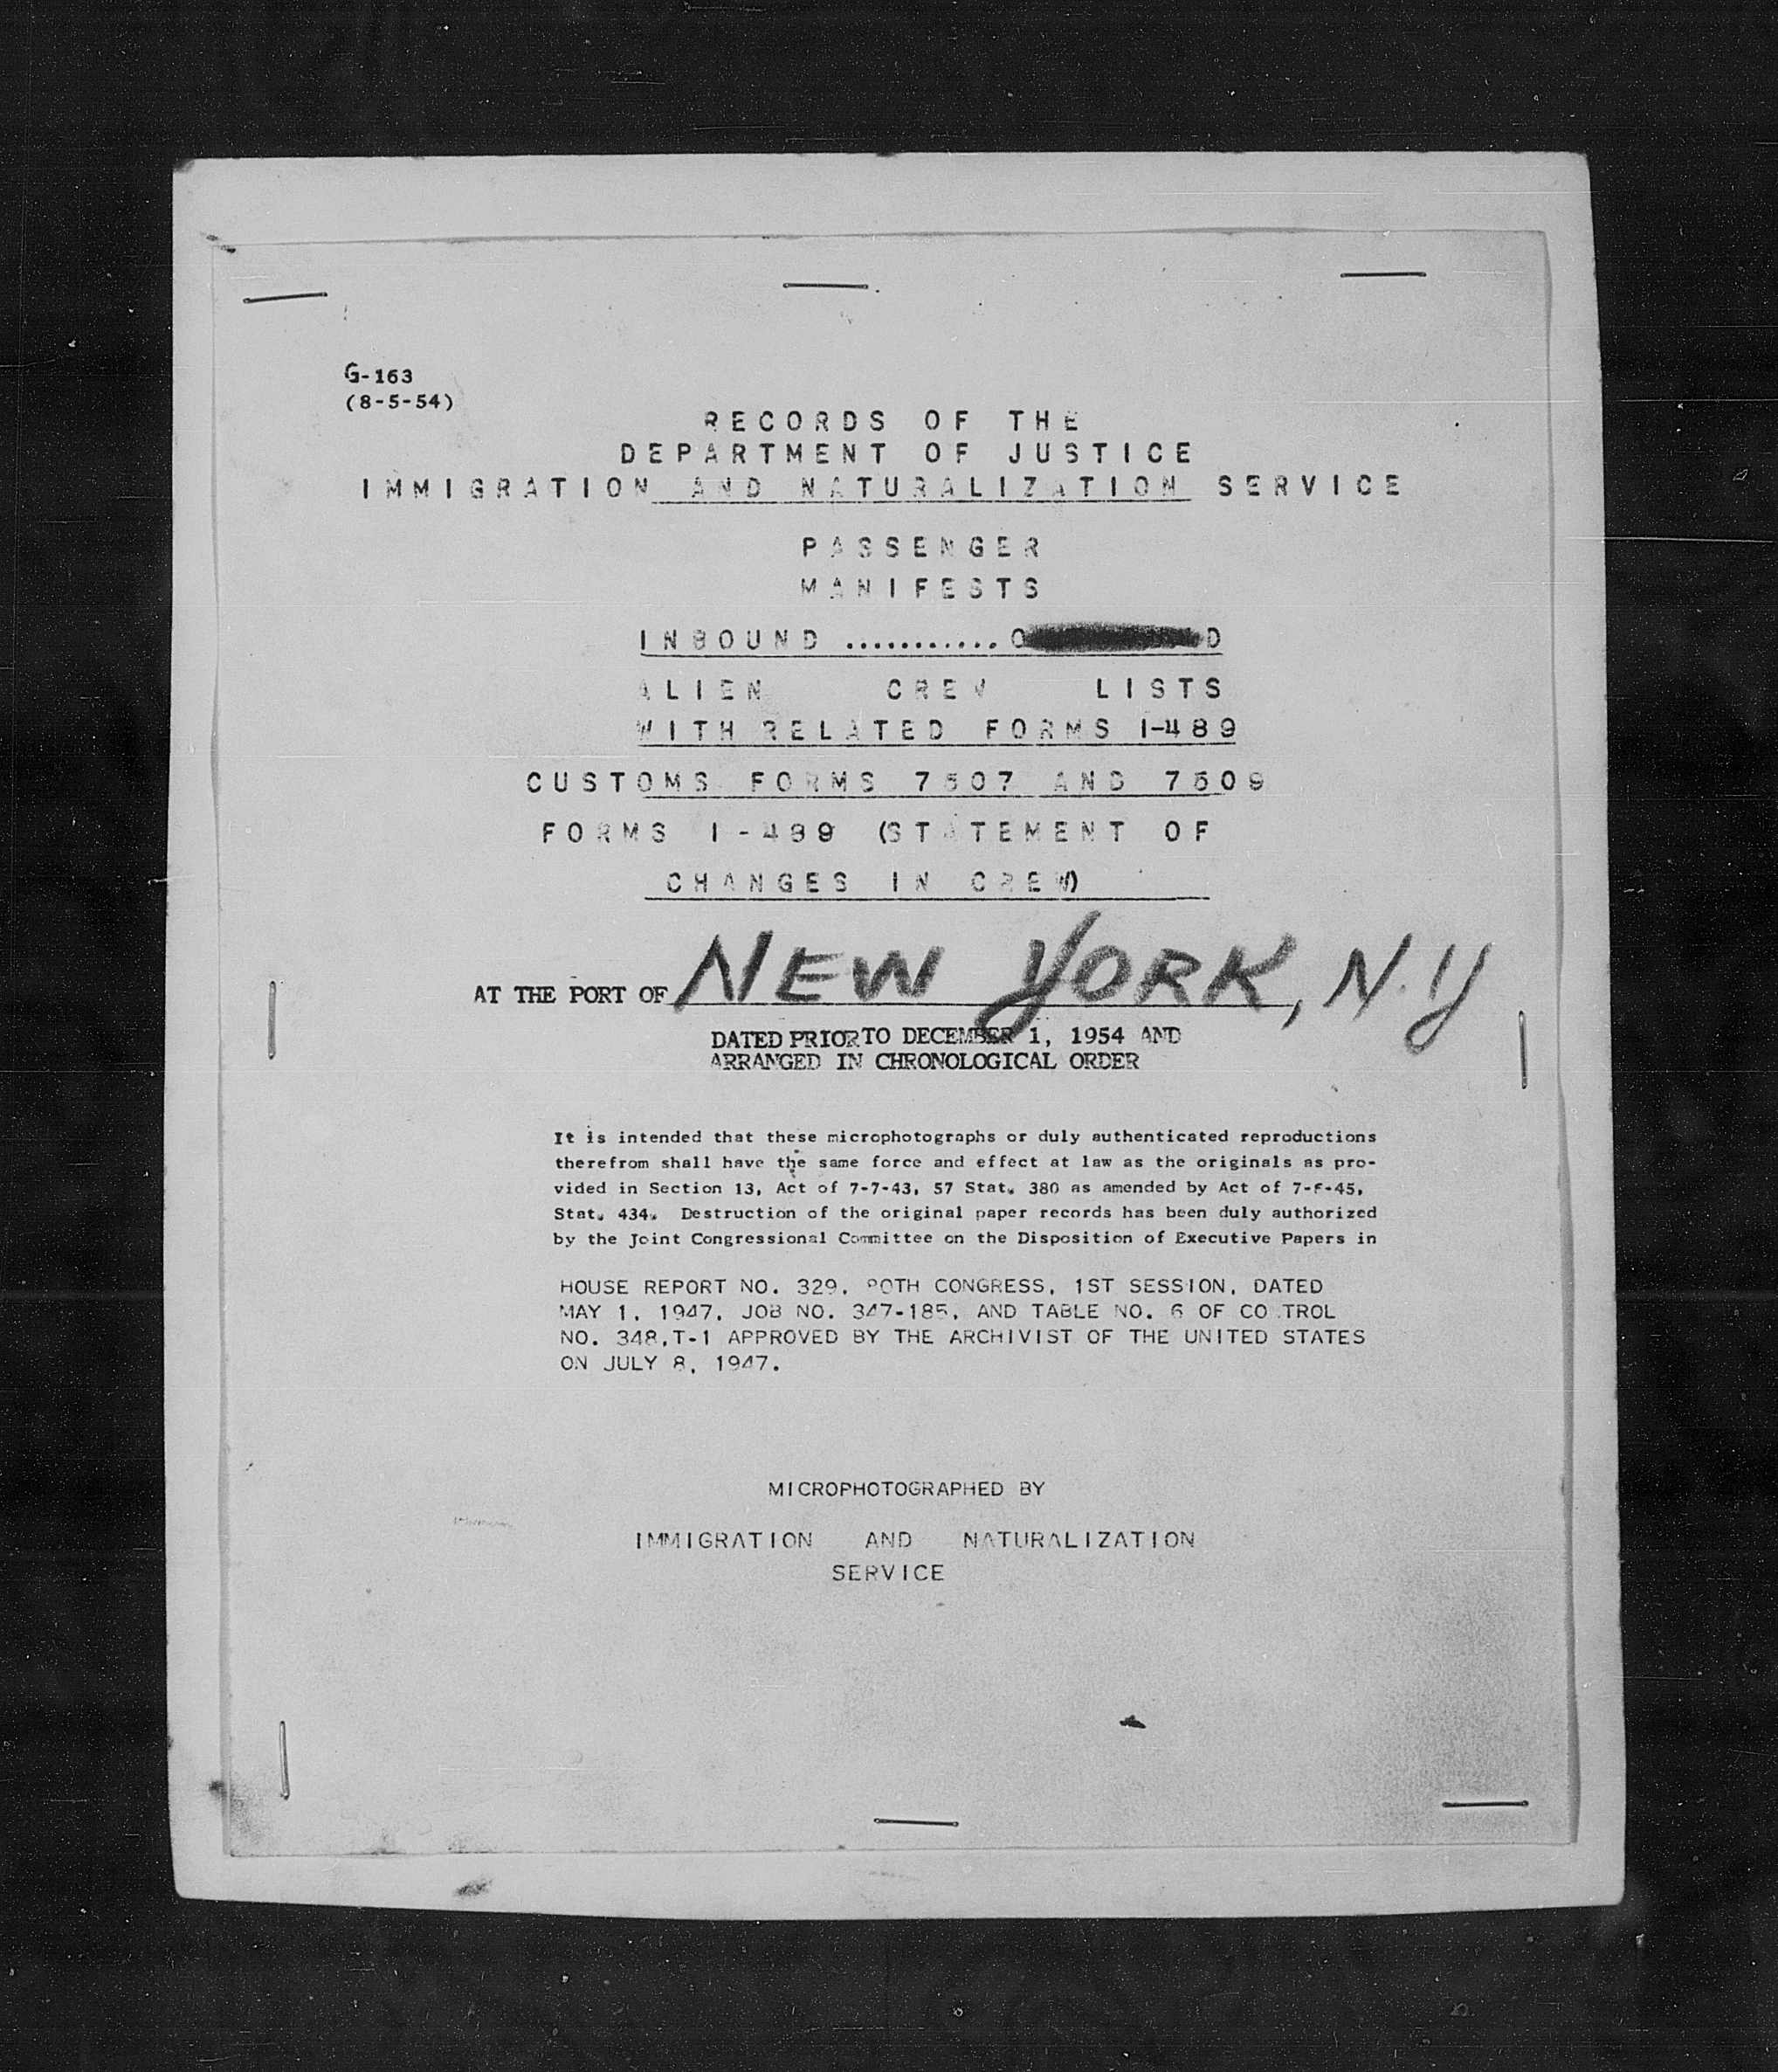 G-163
(8-5-54)
RECORDS OF THE
DEPARTMENT OF JUSTICE
IMMIGRATION AND NATURALIZATION SERVICE
PASSENGER
MANIFESTS
INBOUND ...........
ALIEN CREW LISTS
WITH RELATED FORMS I-489
CUSTOMS FORMS 7507 AND 7509
FORMS I-489 (STATEMENT OF
CHANGES IN CREW)
AT THE PORT OF NEW YORK, N.Y
DATED PRIOR TO DECEMBER 1, 1954 AND
ARRANGED IN CHRONOLOGICAL ORDER
It is intended that these microphotographs or duly authenticated reproductions
therefrom shall have the same force and effect at law as the originals as pro-
vided in Section 13, Act of 7-7-43, 57 Stat. 380 as amended by Act of
Stat. 434. Destruction of the original paper records has been duly authorized
by the Joint Congressional Committee on the Disposition of Executive Papers in
HOUSE REPORT NO. 329, 80TH CONGRESS, 1ST SESSION, DATED
MAY 1, 1947, JOB NO. 347-185, AND TABLE NO. 6 OF CO TROL
NO. 348,T-1 APPROVED BY THE ARCHIVIST OF THE UNITED STATES
ON JULY 8, 1947.
MICROPHOTOGRAPHED BY
IMMIGRATION AND NATURALIZATION
SERVICE